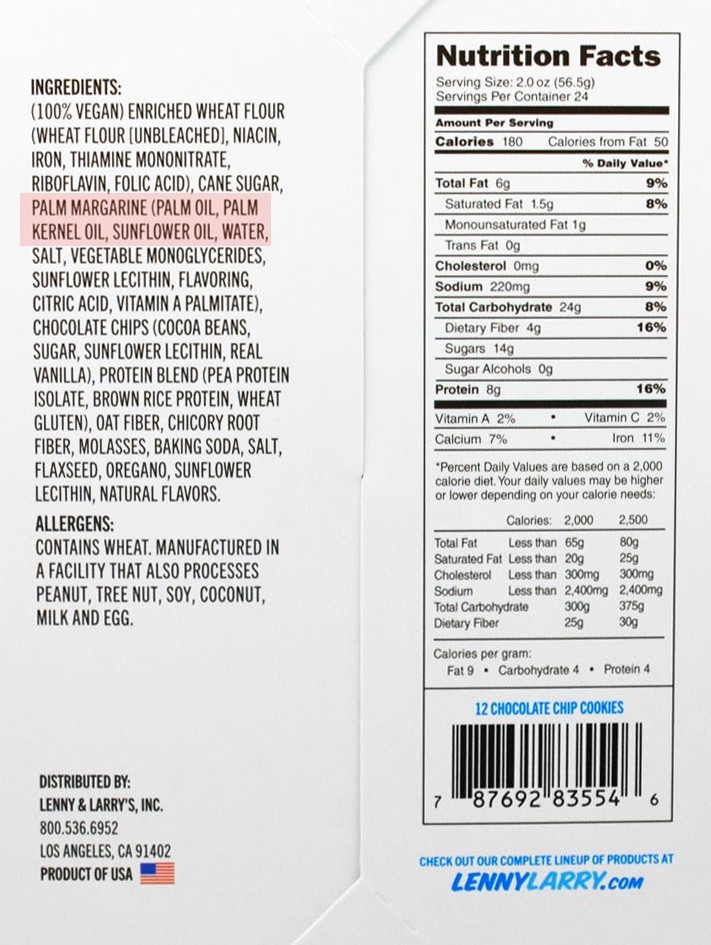 INGREDIENTS:
(100% VEGAN) ENRICHED WHEAT FLOUR
(WHEAT FLOUR [UNBLEACHED], NIACIN,
IRON, THIAMINE MONONITRATE,
RIBOFLAVIN, FOLIC ACID), CANE SUGAR,
PALM MARGARINE (PALM OIL, PALM
KERNEL OIL, SUNFLOWER OIL, WATER,
SALT, VEGETABLE MONOGLYCERIDES,
SUNFLOWER LECITHIN, FLAVORING,
CITRIC ACID, VITAMIN A PALMITATE),
CHOCOLATE CHIPS (COCOA BEANS,
SUGAR, SUNFLOWER LECITHIN, REAL
VANILLA), PROTEIN BLEND (PEA PROTEIN
ISOLATE, BROWN RICE PROTEIN, WHEAT
GLUTEN), OAT FIBER, CHICORY ROOT
FIBER, MOLASSES, BAKING SODA, SALT,
FLAXSEED, OREGANO, SUNFLOWER
LECITHIN, NATURAL FLAVORS.
ALLERGENS:
CONTAINS WHEAT. MANUFACTURED IN
A FACILITY THAT ALSO PROCESSES
PEANUT, TREE NUT, SOY, COCONUT,
MILK AND EGG.
DISTRIBUTED BY:
LENNY & LARRY'S, INC.
800.536.6952
LOS ANGELES, CA 91402
PRODUCT OF USA
Nutrition Facts
Serving Size: 2.0 oz (56.5g)
Servings Per Container 24
Amount Per Serving
Calories 180 Calories from Fat 50
% Daily Value*
Total Fat 6g 9%
Saturated Fat 1.5g 8%
Monounsaturated Fat 1g
Trans Fat 0g
Cholesterol 0mg 0%
Sodium 220mg 9%
Total Carbohydrate 24g 8%
Dietary Fiber 4g 16%
Sugars 14g
Sugar Alcohols 0g
Protein 8g 16%
Vitamin A 2% • Vitamin C 2%
Calcium 7% • Iron 11%
*Percent Daily Values are based on a 2,000
calorie diet. Your daily values may be higher
or lower depending on your calorie needs:
Calories: 2,000 2,500
Total Fat Less than 65g 80g
Saturated Fat Less than 20g 25g
Cholesterol Less than 300mg 300mg
Sodium Less than 2,400mg 2,400mg
Total Carbohydrate 300g 375g
Dietary Fiber 25g 30g
Calories per gram:
Fat 9 • Carbohydrate 4 • Protein 4
12 CHOCOLATE CHIP COOKIES
7 87692 83554 6
CHECK OUT OUR COMPLETE LINEUP OF PRODUCTS AT
LENNYLARRY.COM